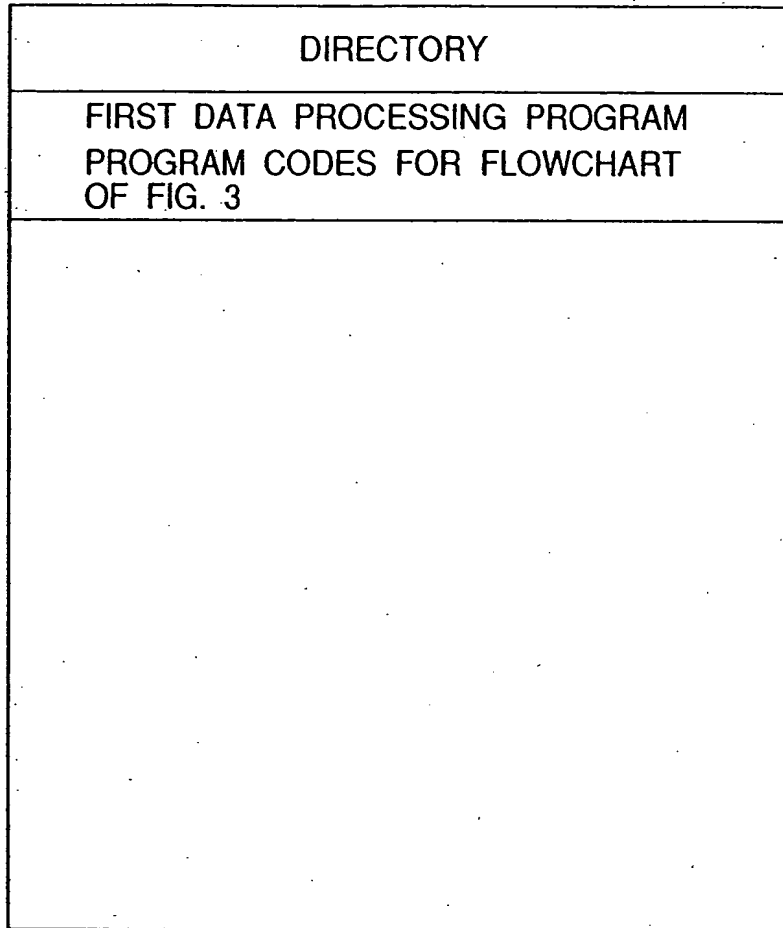 DIRECTORY
FIRST DATA PROCESSING PROGRAM
PROGRAM CODES FOR FLOWCHART
OF FIG. 3